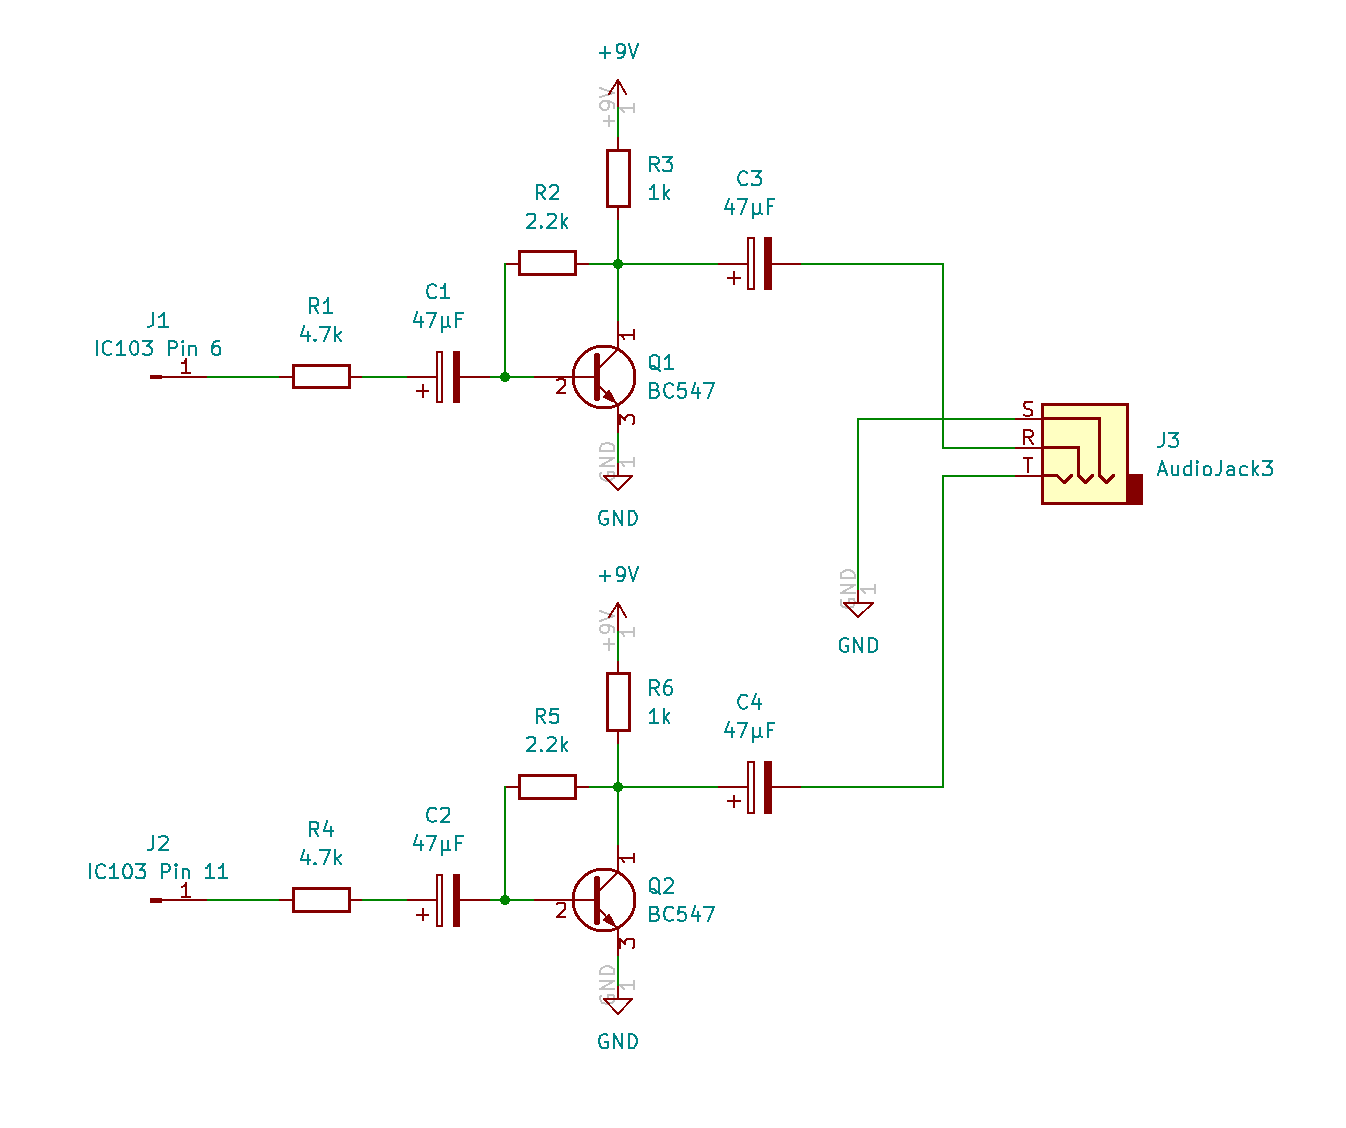 +9V
+9V
1
R3
1k
C3
47µF
R2
2.2k
+
C1
47µF
R1
4.7k
J1
IC103 Pin 6
1
+
1
2
3
Q1
BC547
GND
1
GND
S
R
T
J3
AudioJack3
+9V
+9V
1
GND
1
GND
R6
1k
C4
47µF
R5
2.2k
+
C2
47µF
R4
4.7k
J2
IC103 Pin 11
1
+
1
2
3
Q2
BC547
GND
1
GND